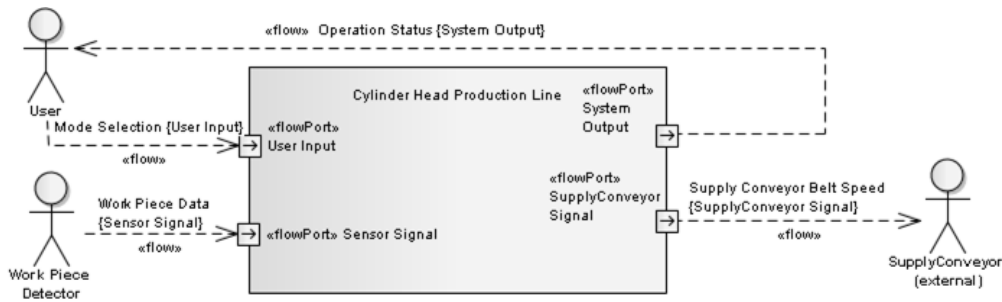 «flow» Operation Status {System Output}
User
Mode Selection {User Input}
«flow»
Cylinder Head Production Line
«flowPort»
System
Output
«flowPort»
User Input
Work Piece Data
{Sensor Signal}
«flow»
«flowPort» Sensor Signal
«flowPort»
SupplyConveyor
Signal
Supply Conveyor Belt Speed
{SupplyConveyor Signal}
«flow»
Work Piece
Detector
SupplyConveyor
(external)